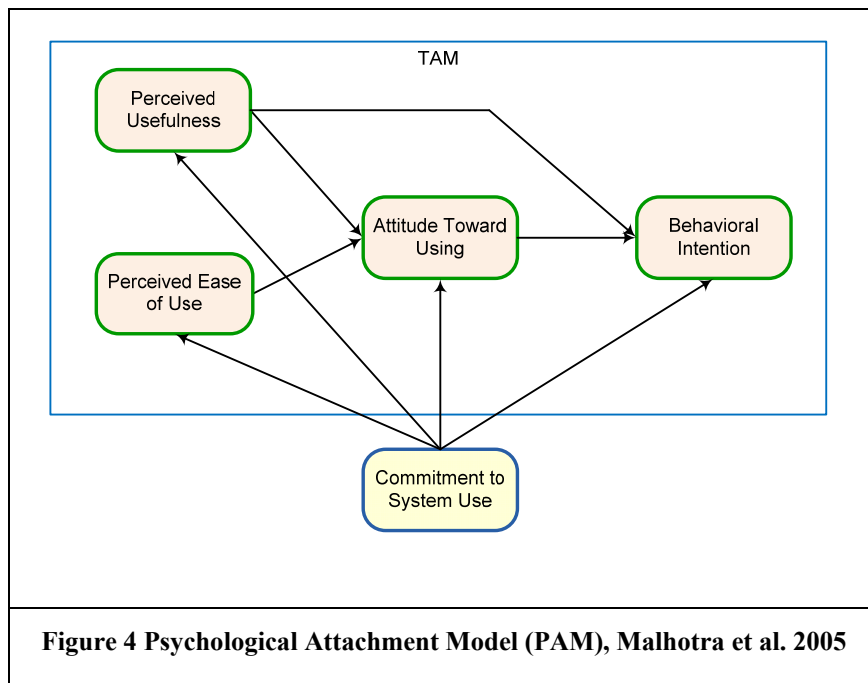 TAM
Perceived
Usefulness
Attitude Toward
Using
Behavioral
Intention
Perceived Ease
of Use
Commitment to
System Use
Figure 4 Psychological Attachment Model (PAM), Malhotra et al. 2005